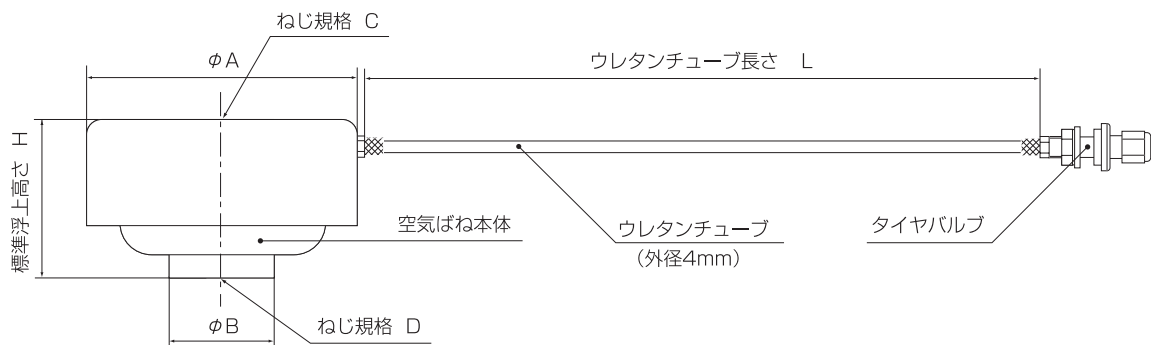 ねじ規格 C
φA
ウレタンチューブ長さ L
標準浮上高さ H
空気ばね本体
ウレタンチューブ
（外径4mm）
タイヤバルブ
φB
ねじ規格 D